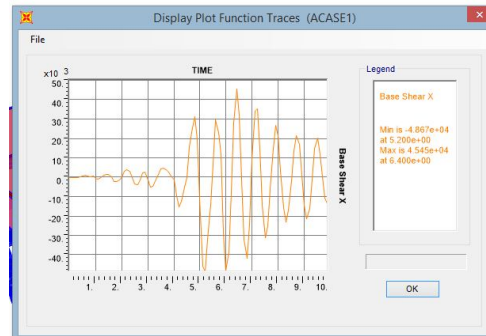 Display Plot Function Traces (ACASE1)
File
x10 3
TIME
Legend
50.
40.
30.
20.
10.
0.
-10.
-20.
-30.
-40.
Base Shear X
1. 2. 3. 4. 5. 6. 7. 8. 9. 10.
Base Shear X
Min is -4.867e+04
at 5.200e+00
Max is 4.545e+04
at 6.400e+00
OK